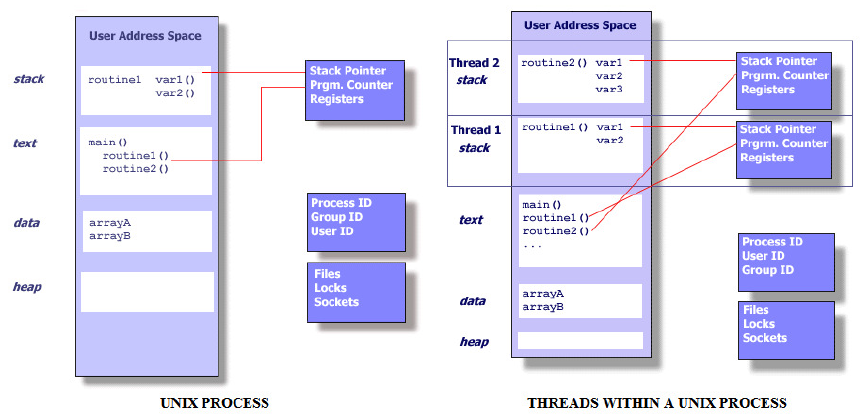 User Address Space
stack
routine1 var1()
var2()
Stack Pointer
Prgrm. Counter
Registers
text
main()
routine1()
routine2()
data
arrayA
arrayB
Process ID
Group ID
User ID
heap
Files
Locks
Sockets
UNIX PROCESS
User Address Space
Thread 2
stack
routine2() var1
var2
var3
Stack Pointer
Prgrm. Counter
Registers
Thread 1
stack
routine1() var1
var2
Stack Pointer
Prgrm. Counter
Registers
text
main()
routine1()
routine2()
...
Process ID
User ID
Group ID
data
arrayA
arrayB
Files
Locks
Sockets
heap
THREADS WITHIN A UNIX PROCESS